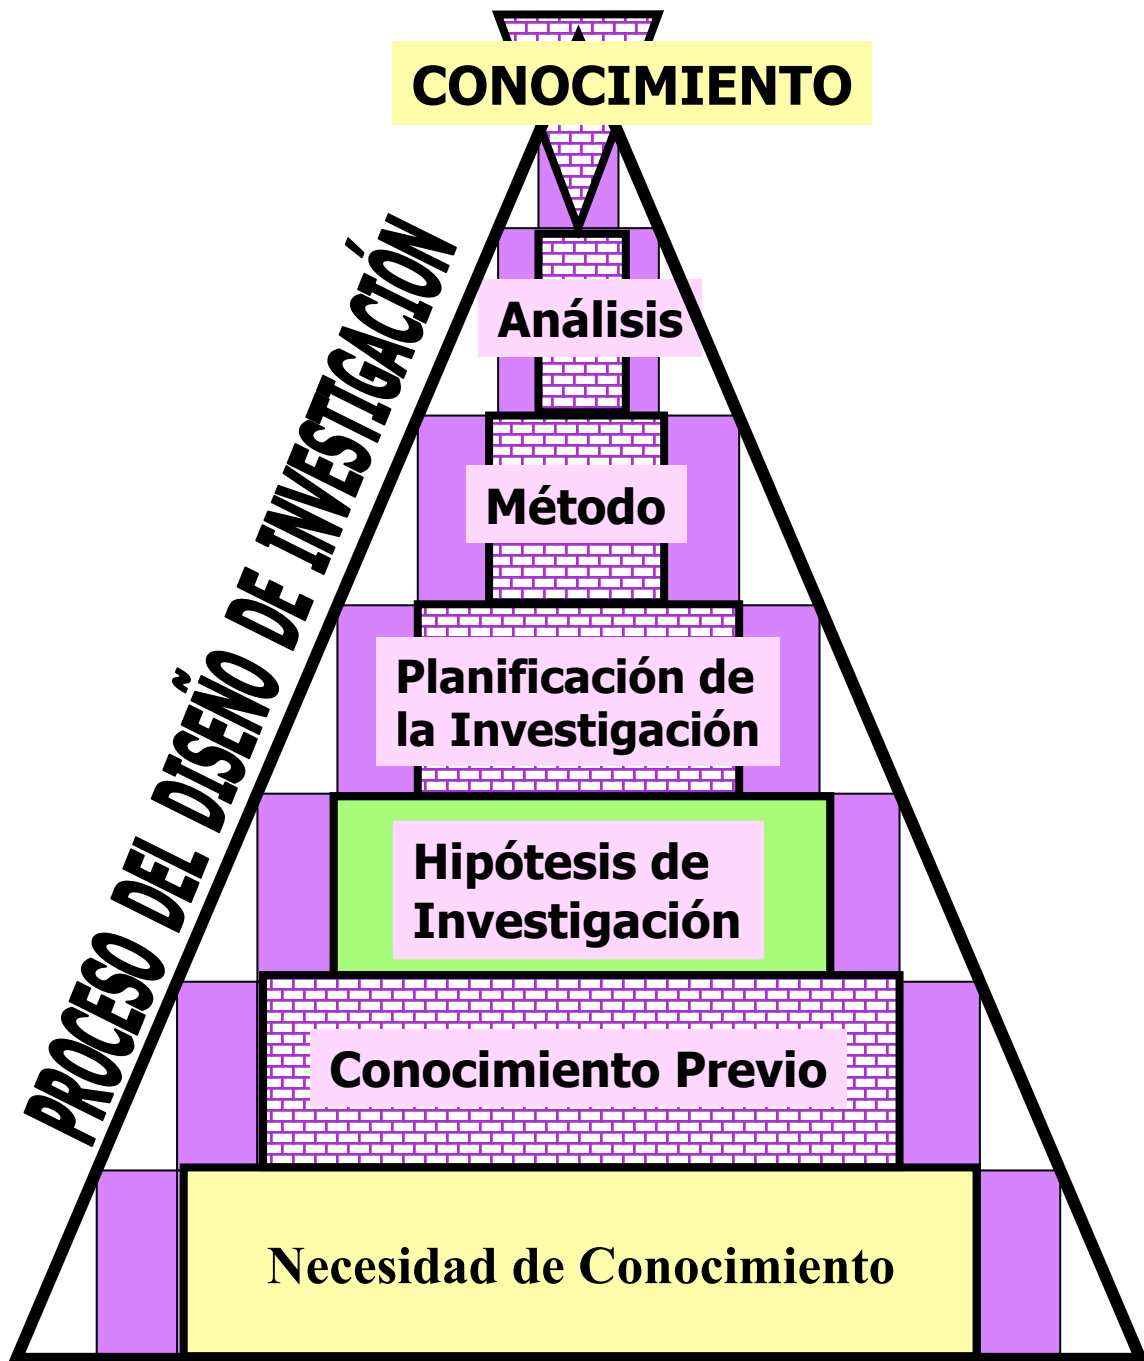 CONOCIMIENTO
PROCESO DEL DISEÑO DE INVESTIGACIÓN
Análisis
Método
Planificación de
la Investigación
Hipótesis de
Investigación
Conocimiento Previo
Necesidad de Conocimiento